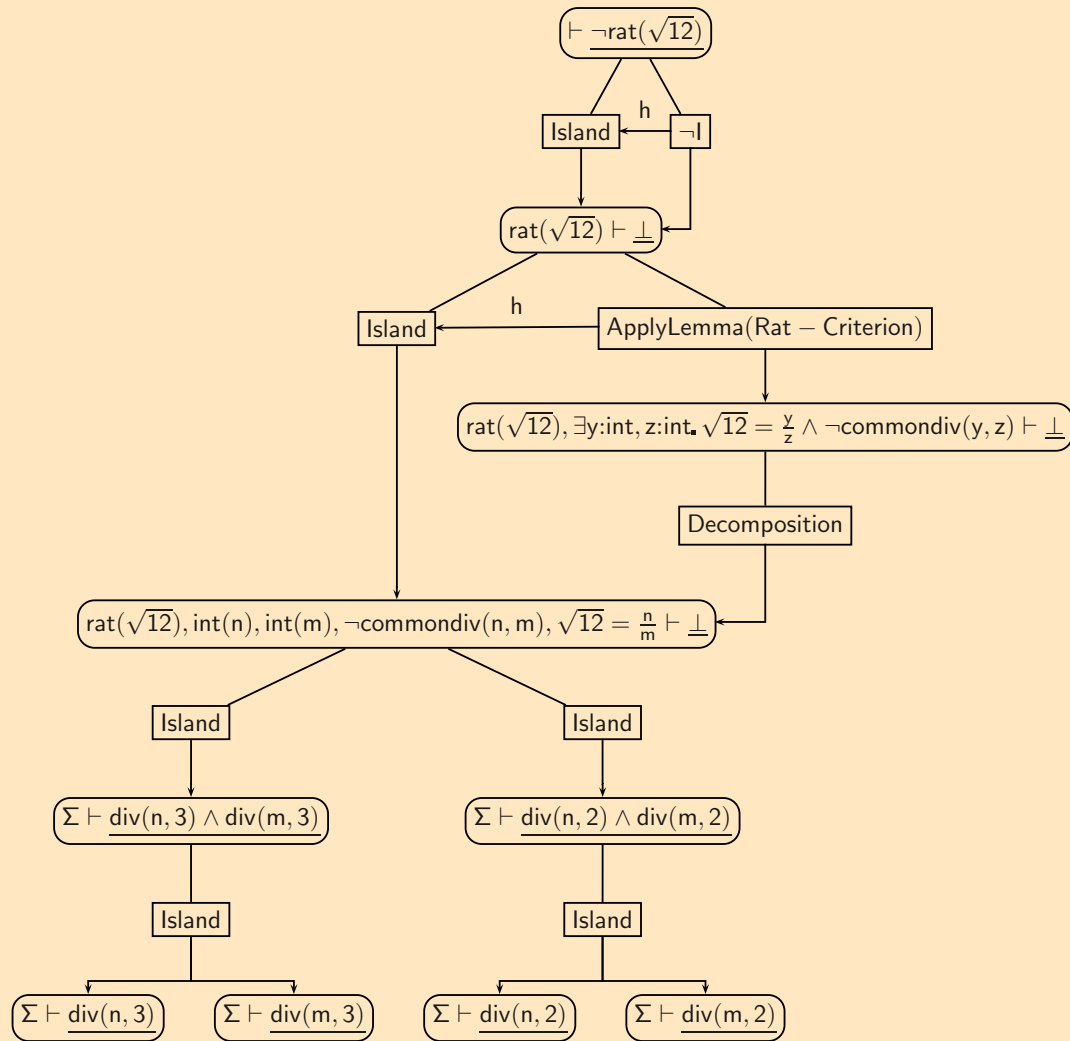 ⊢ ¬rat(√12)
h
Island
¬I
rat(√12) ⊢ ⊥
h
Island
ApplyLemma(Rat − Criterion)
rat(√12), ∃y:int, z:int. √12 = y/z ∧ ¬commondiv(y, z) ⊢ ⊥
Decomposition
rat(√12), int(n), int(m), ¬commondiv(n, m), √12 = n/m ⊢ ⊥
Island
Island
Σ ⊢ div(n, 3) ∧ div(m, 3)
Σ ⊢ div(n, 2) ∧ div(m, 2)
Island
Island
Σ ⊢ div(n, 3)
Σ ⊢ div(m, 3)
Σ ⊢ div(n, 2)
Σ ⊢ div(m, 2)